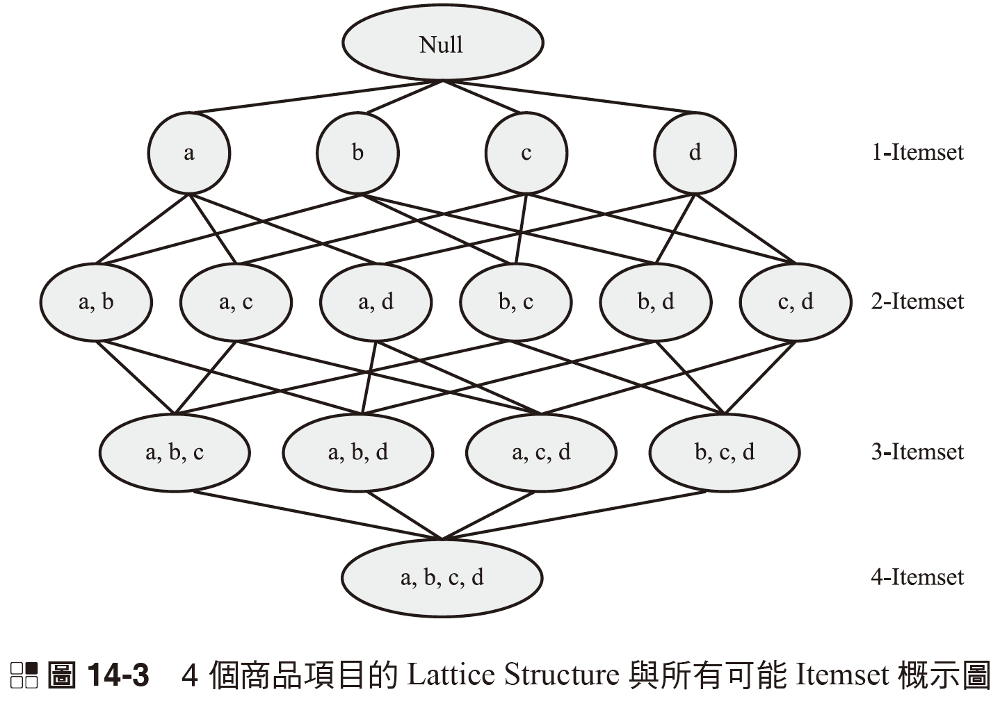 Null
a
b
c
d
1-Itemset
a, b
a, c
a, d
b, c
b, d
c, d
2-Itemset
a, b, c
a, b, d
a, c, d
b, c, d
3-Itemset
a, b, c, d
4-Itemset
圖 14-3 4 個商品項目的 Lattice Structure 與所有可能 Itemset 概示圖